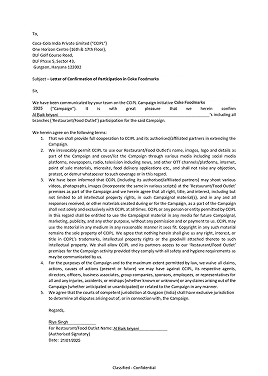 To,
Coca-Cola India Private Limited ("CCIPL")
One Horizon Centre (16th & 17th Floor),
DLF Golf Course Road,
DLF Phase 5, Sector 43,
Gurgaon, Haryana 122002
Subject – Letter of Confirmation of Participation in Coke Foodmarks
Sir,
We have been communicated by your team on the CCIPL Campaign initiative Coke Foodmarks
2025 ("Campaign"). It is with great pleasure that we herein confirm
Al Baik biryani 's including all
branches ('Restaurant/Food Outlet') participation for the said Campaign.
We herein agree on the following terms:
1. That we shall provide full cooperation to CCIPL and its authorised/affiliated partners in extending the
Campaign.
2. We irrevocably permit CCIPL to use our Restaurant/Food Outlet's name, images, logo and details as
part of the Campaign and cover/list the Campaign through various media including social media
platforms, newspapers, radio, television including news, and other OTT channels/platforms, internet,
point of sale materials, microsite, food delivery applications etc., and shall not raise any objection,
protest, or demur whatsoever to such coverage or in this regard.
3. We have been informed that CCIPL (including its authorised/affiliated partners) may shoot various
videos, photographs, images (incorporate the same in various assets) at the 'Restaurant/Food Outlet'
premises as part of the Campaign and we herein agree that all right, title, and interest, including but
not limited to all intellectual property rights, in such Campaign material(s), and in any and all
responses received, or other materials created during or for the Campaign, as a part of the Campaign
shall vest solely and exclusively with CCIPL at all times. CCIPL or any person or entity permitted by CCIPL
in this regard shall be entitled to use the Campaign material in any media for future Campaign/ar,
marketing, publicity, and any other purpose, without any permission and or payment to us. CCIPL may
use the material in any medium in any reasonable manner it sees fit. Copyright in any such material
remains the sole property of CCIPL. We agree that nothing herein shall give us any right, interest, or
title in CCIPL's trademarks, intellectual property rights or the goodwill attached thereto to such
intellectual property. We shall allow CCIPL and its partners access to our 'Restaurant/Food Outlet'
premises for the Campaign activity provided they comply with all safety and hygiene requirements as
may be communicated by us.
4. For the purposes of the Campaign and to the maximum extent permitted by law, we waive all claims,
actions, causes of actions (present or future) we may have against CCIPL, its respective agents,
directors, officers, business associates, group companies, sponsors, employees, or representatives for
all and any injuries, accidents, or mishaps (whether known or unknown) or any claims arising out of the
Campaign (whether anticipated or unanticipated) or related to the Campaign in any manner.
5. We agree that the courts of competent jurisdiction at Gurgaon (India) shall have exclusive jurisdiction
to determine all disputes arising out of, or in connection with, the Campaign.
Regards,
Riya Singh
For Restaurant/Food Outlet Name: Al Baik biryani
(Authorised Signatory)
Date: 21/01/2025
Classified - Confidential